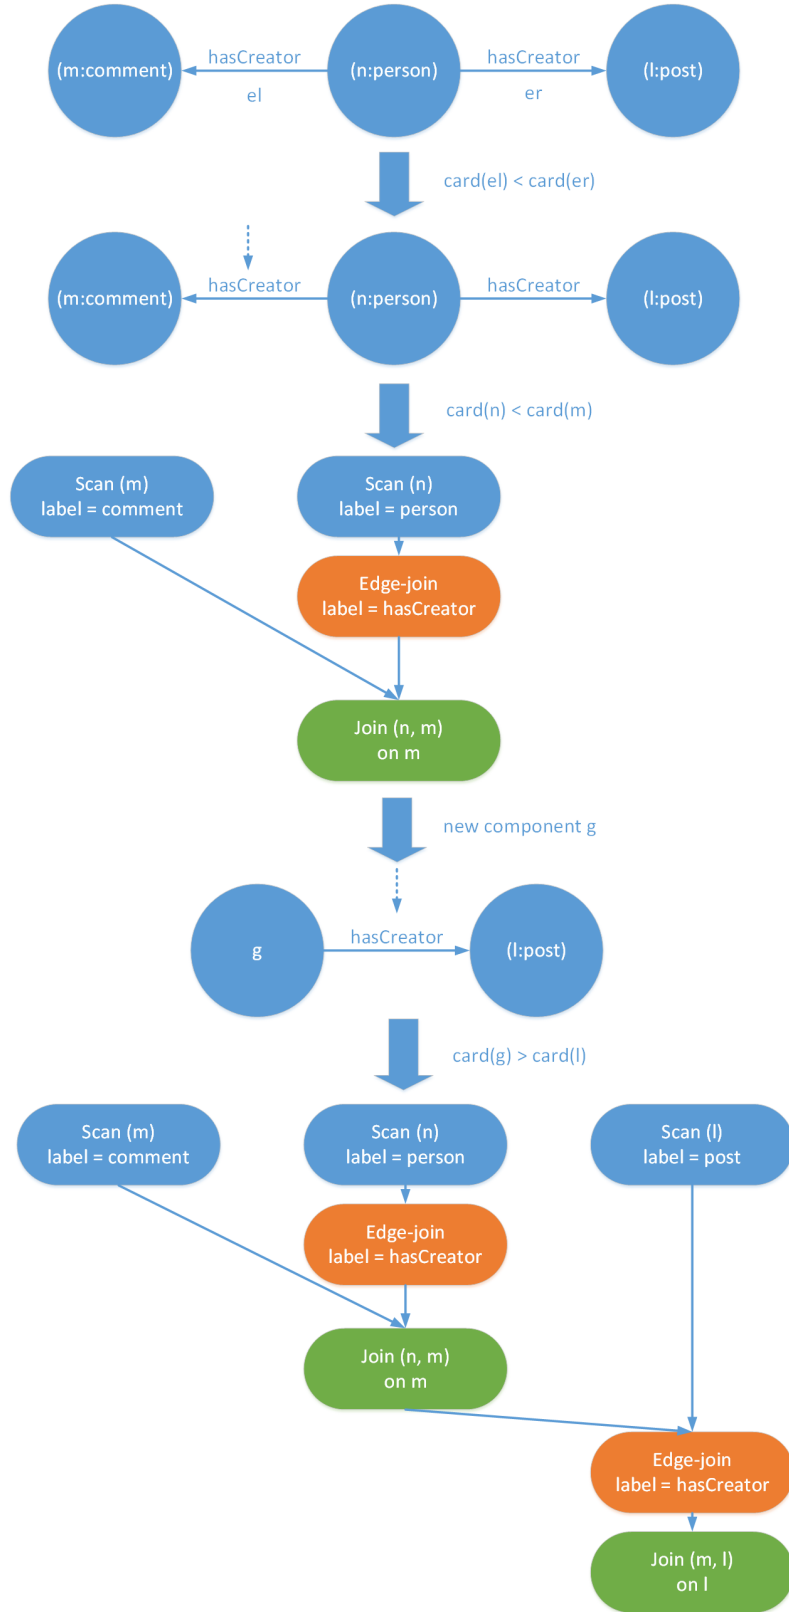 (m:comment)
hasCreator
el
(n:person)
hasCreator
er
(l:post)
card(el) < card(er)
(m:comment)
hasCreator
(n:person)
hasCreator
(l:post)
card(n) < card(m)
Scan (m)
label = comment
Scan (n)
label = person
Edge-join
label = hasCreator
Join (n, m)
on m
new component g
g
hasCreator
(l:post)
card(g) > card(l)
Scan (m)
label = comment
Scan (n)
label = person
Scan (l)
label = post
Edge-join
label = hasCreator
Join (n, m)
on m
Edge-join
label = hasCreator
Join (m, l)
on l